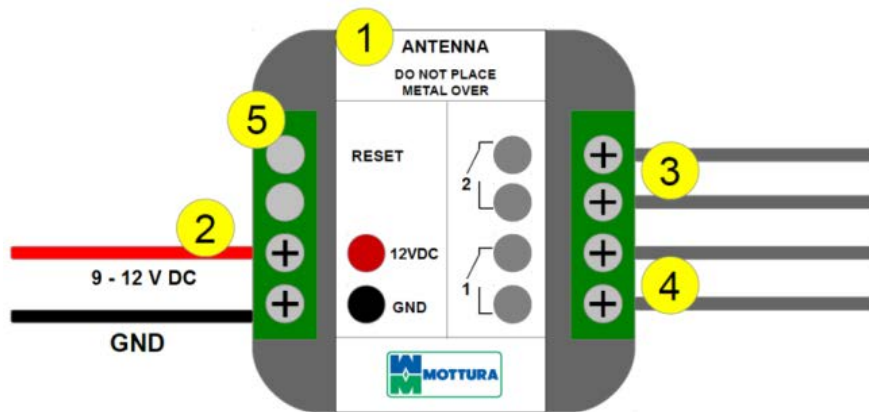 1
ANTENNA
DO NOT PLACE
METAL OVER
5
RESET
2
3
2
12VDC
9 - 12 V DC
1
4
GND
GND
MOTTURA